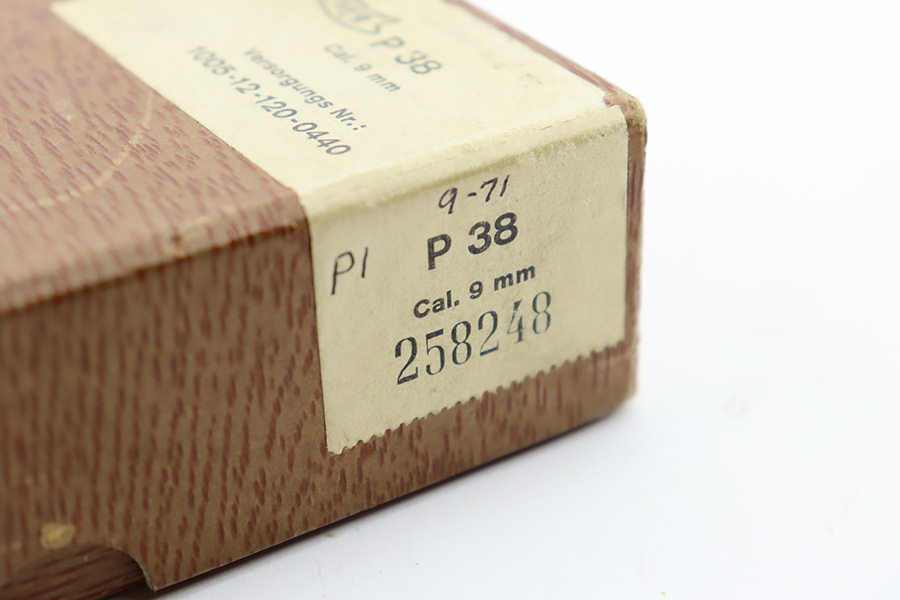 P 38
Cal. 9 mm
Versorgungs Nr.:
1005-12-120-0440
9-71
P 38
P1
Cal. 9 mm
258248